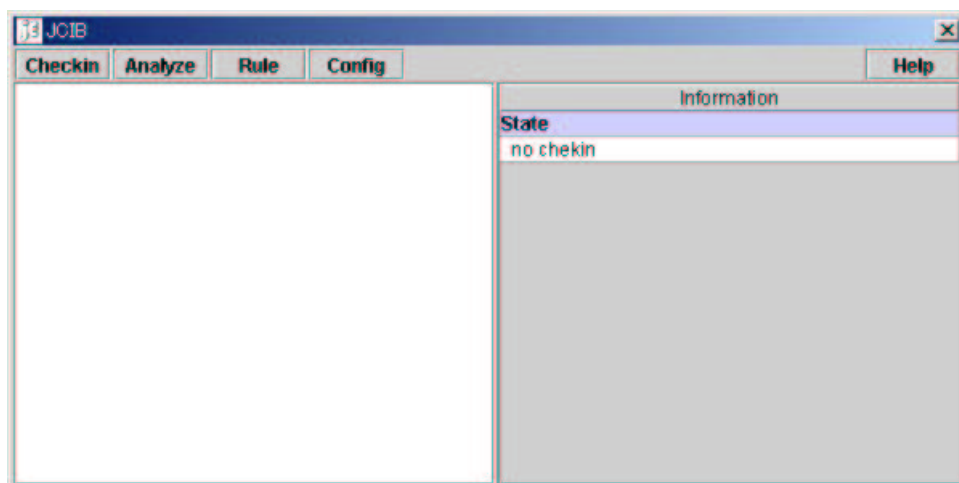 JCIB
Checkin Analyze Rule Config Help
Information
State
no chekin